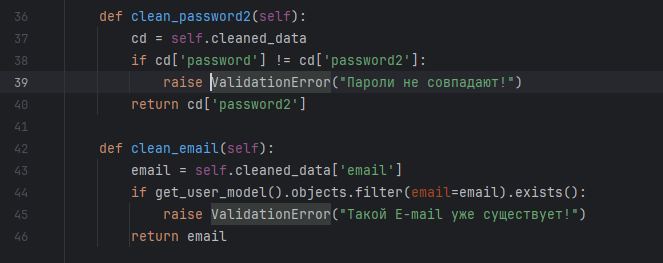 36 def clean_password2(self):
37 cd = self.cleaned_data
38 if cd['password'] != cd['password2']:
39 raise ValidationError("Пароли не совпадают!")
40 return cd['password2']
41
42 def clean_email(self):
43 email = self.cleaned_data['email']
44 if get_user_model().objects.filter(email=email).exists():
45 raise ValidationError("Такой E-mail уже существует!")
46 return email